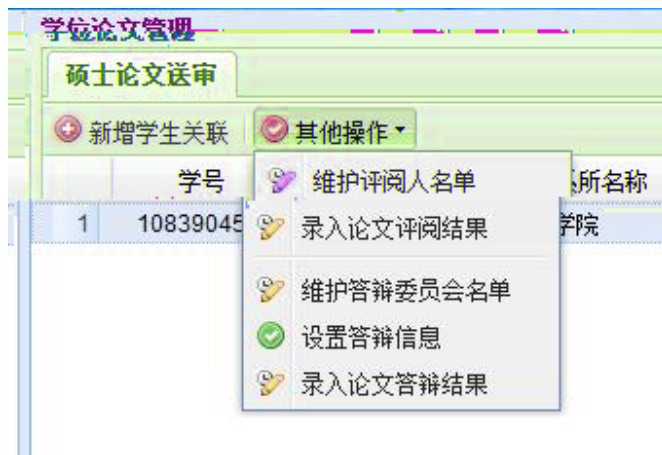 学位论文管理
硕士论文送审
新增学生关联 其他操作
学号 所名称
1 10839045 学院
维护评阅人名单
录入论文评阅结果
维护答辩委员会名单
设置答辩信息
录入论文答辩结果